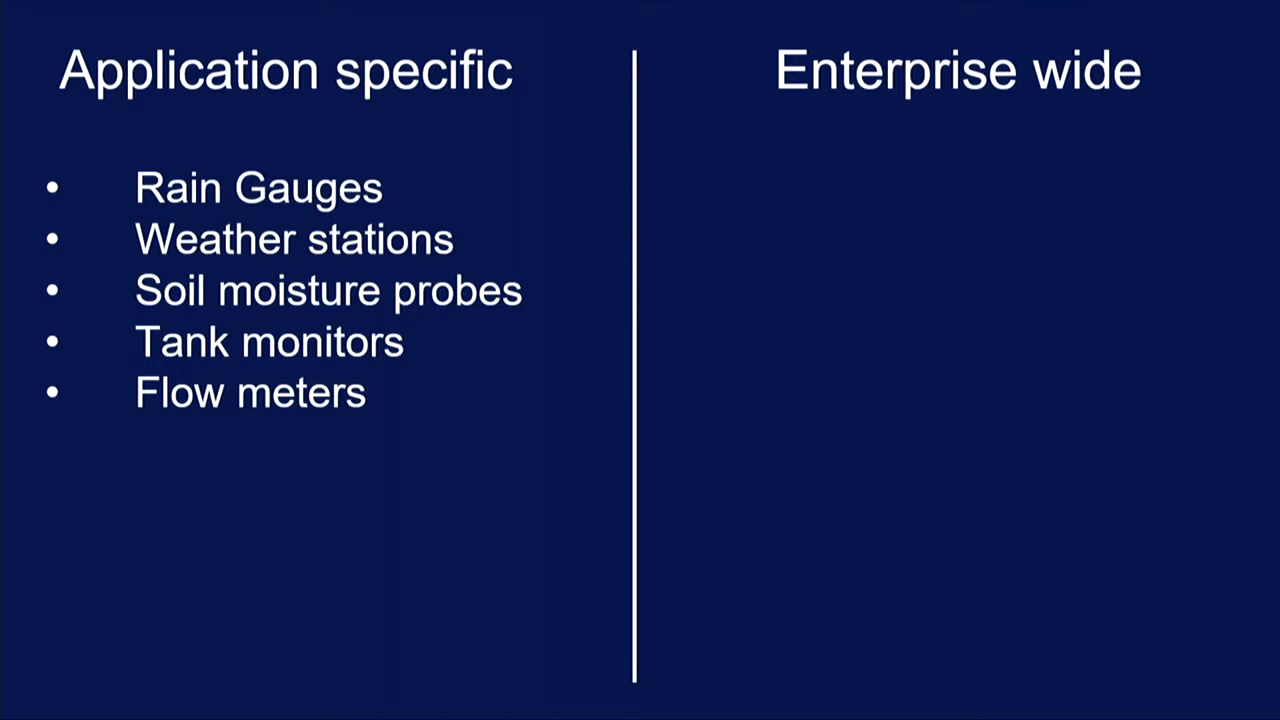 Application specific
• Rain Gauges
• Weather stations
• Soil moisture probes
• Tank monitors
• Flow meters
Enterprise wide